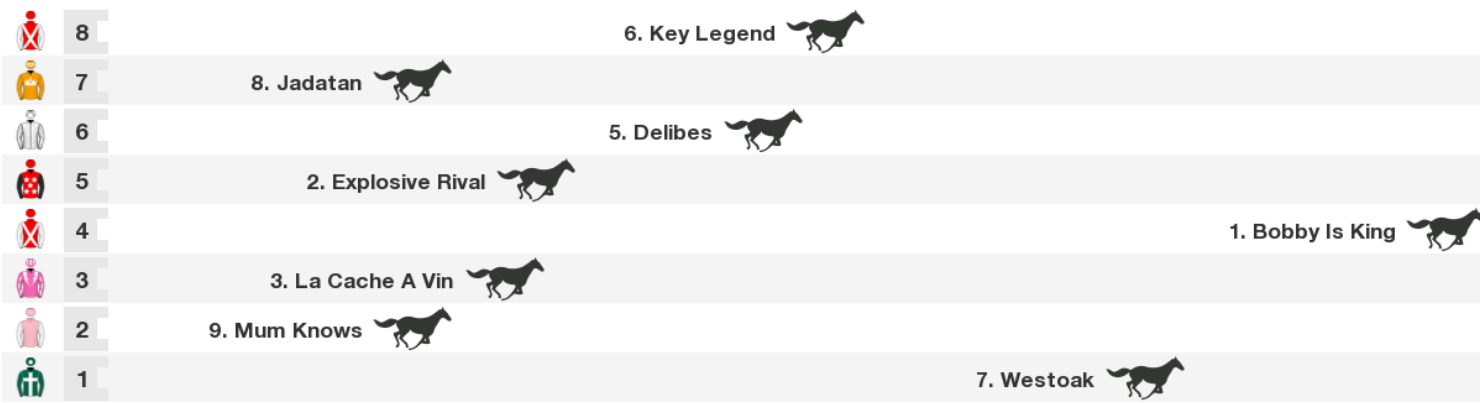 8 6. Key Legend
7 8. Jadatan
6 5. Delibes
5 2. Explosive Rival
4 1. Bobby Is King
3 3. La Cache A Vin
2 9. Mum Knows
1 7. Westoak